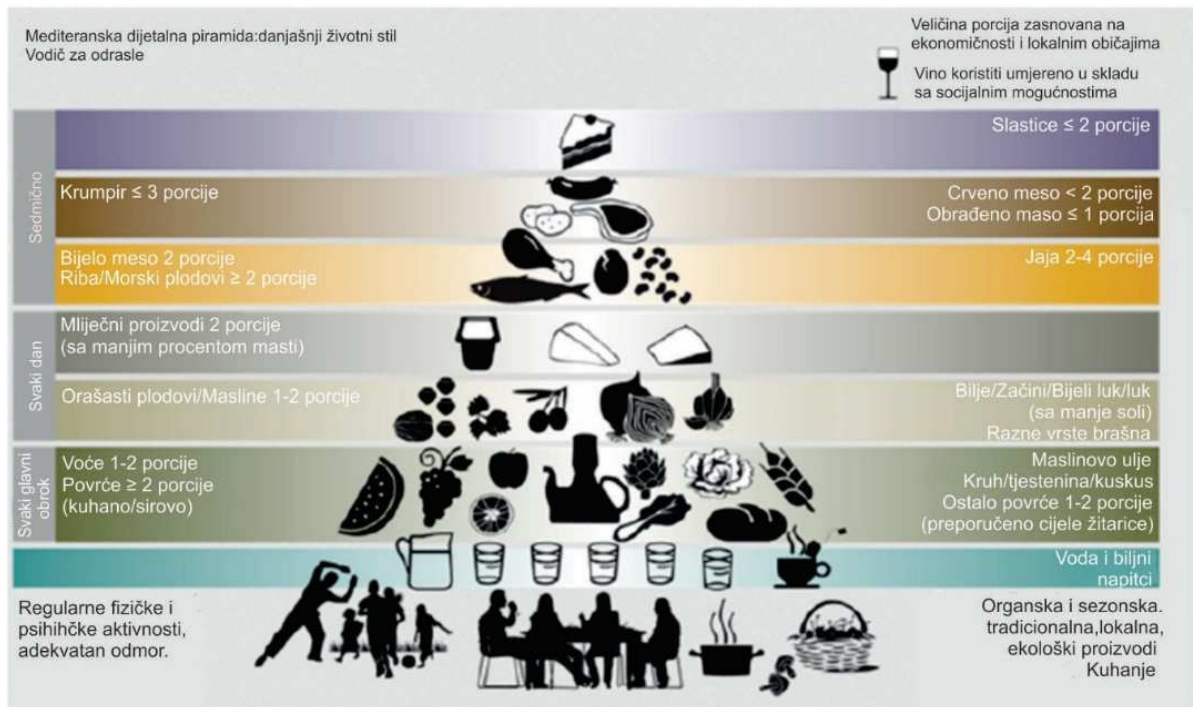 Mediteranska dijetalna piramida:danjašnji životni stil
Vodič za odrasle
Veličina porcija zasnovana na
ekonomičnosti i lokalnim običajima
Vino koristiti umjereno u skladu
sa socijalnim mogućnostima
Sedmično
Slastice ≤ 2 porcije
Krumpir ≤ 3 porcije
Crveno meso < 2 porcije
Obrađeno maso ≤ 1 porcija
Bijelo meso 2 porcije
Riba/Morski plodovi ≥ 2 porcije
Jaja 2-4 porcije
Svaki dan
Mliječni proizvodi 2 porcije
(sa manjim procentom masti)
Orašasti plodovi/Masline 1-2 porcije
Bilje/Začini/Bijeli luk/luk
(sa manje soli)
Razne vrste brašna
Svaki glavni
obrok
Voće 1-2 porcije
Povrće ≥ 2 porcije
(kuhano/sirovo)
Maslinovo ulje
Kruh/tjestenina/kuskus
Ostalo povrće 1-2 porcije
(preporučeno cijele žitarice)
Voda i biljni
napitci
Regularne fizičke i
psihihčke aktivnosti,
adekvatan odmor.
Organska i sezonska.
tradicionalna,lokalna,
ekološki proizvodi
Kuhanje